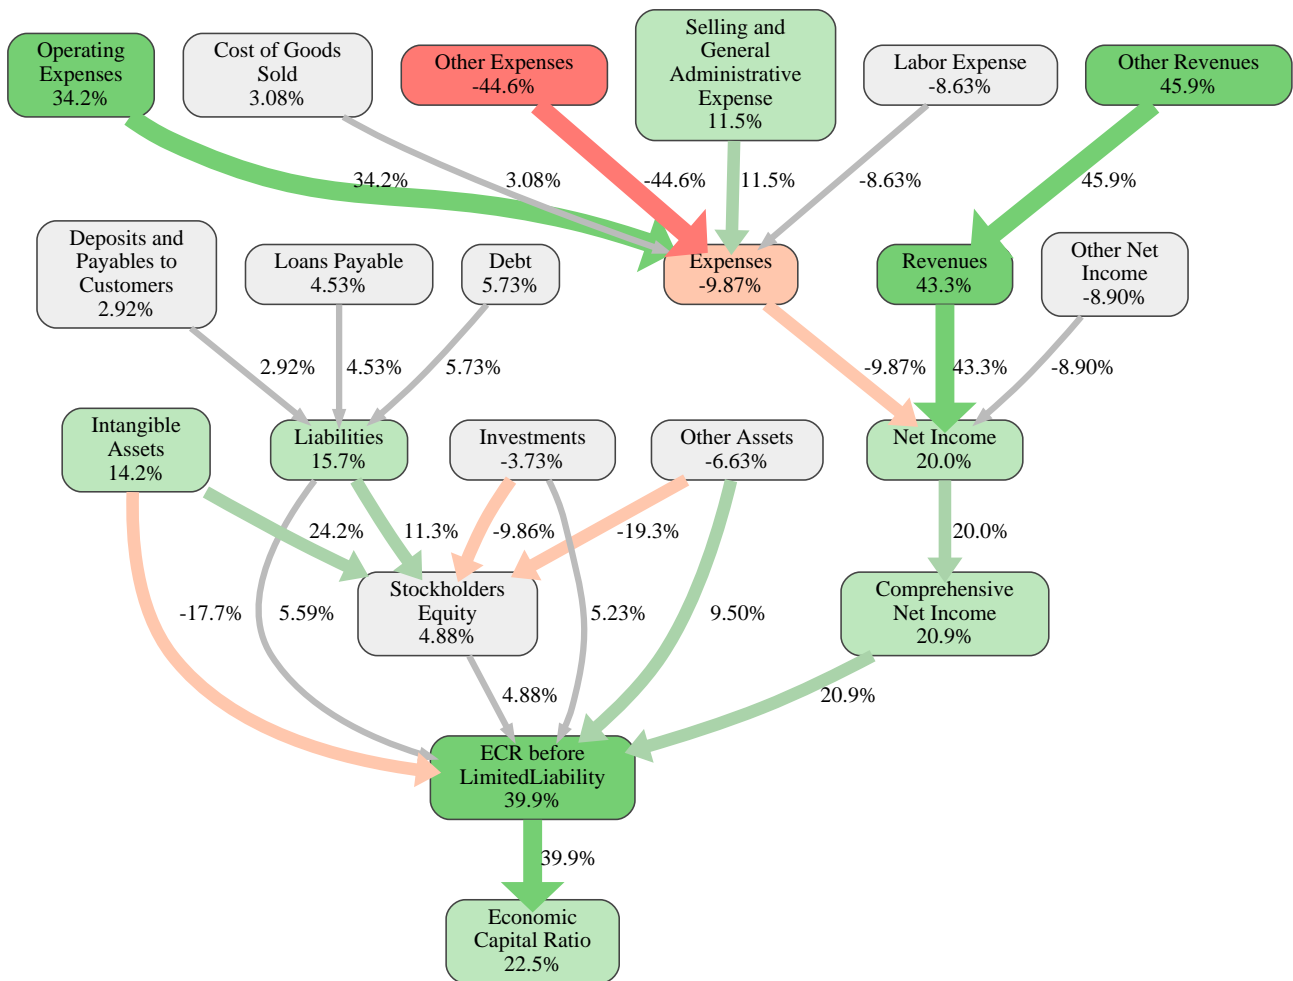 Operating
Expenses
34.2%
Cost of Goods
Sold
3.08%
Other Expenses
-44.6%
Selling and
General
Administrative
Expense
11.5%
Labor Expense
-8.63%
Other Revenues
45.9%
34.2%
3.08%
-44.6%
11.5%
-8.63%
45.9%
Deposits and
Payables to
Customers
2.92%
Loans Payable
4.53%
Debt
5.73%
Expenses
-9.87%
Revenues
43.3%
Other Net
Income
-8.90%
2.92%
4.53%
5.73%
-9.87%
43.3%
-8.90%
Intangible
Assets
14.2%
Liabilities
15.7%
Investments
-3.73%
Other Assets
-6.63%
Net Income
20.0%
24.2%
11.3%
-9.86%
-19.3%
20.0%
Stockholders
Equity
4.88%
Comprehensive
Net Income
20.9%
-17.7%
5.59%
5.23%
9.50%
4.88%
20.9%
ECR before
LimitedLiability
39.9%
39.9%
Economic
Capital Ratio
22.5%